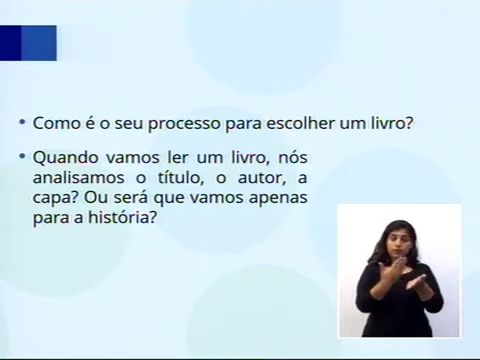 • Como é o seu processo para escolher um livro?
• Quando vamos ler um livro, nós
analisamos o título, o autor, a
capa? Ou será que vamos apenas
para a história?